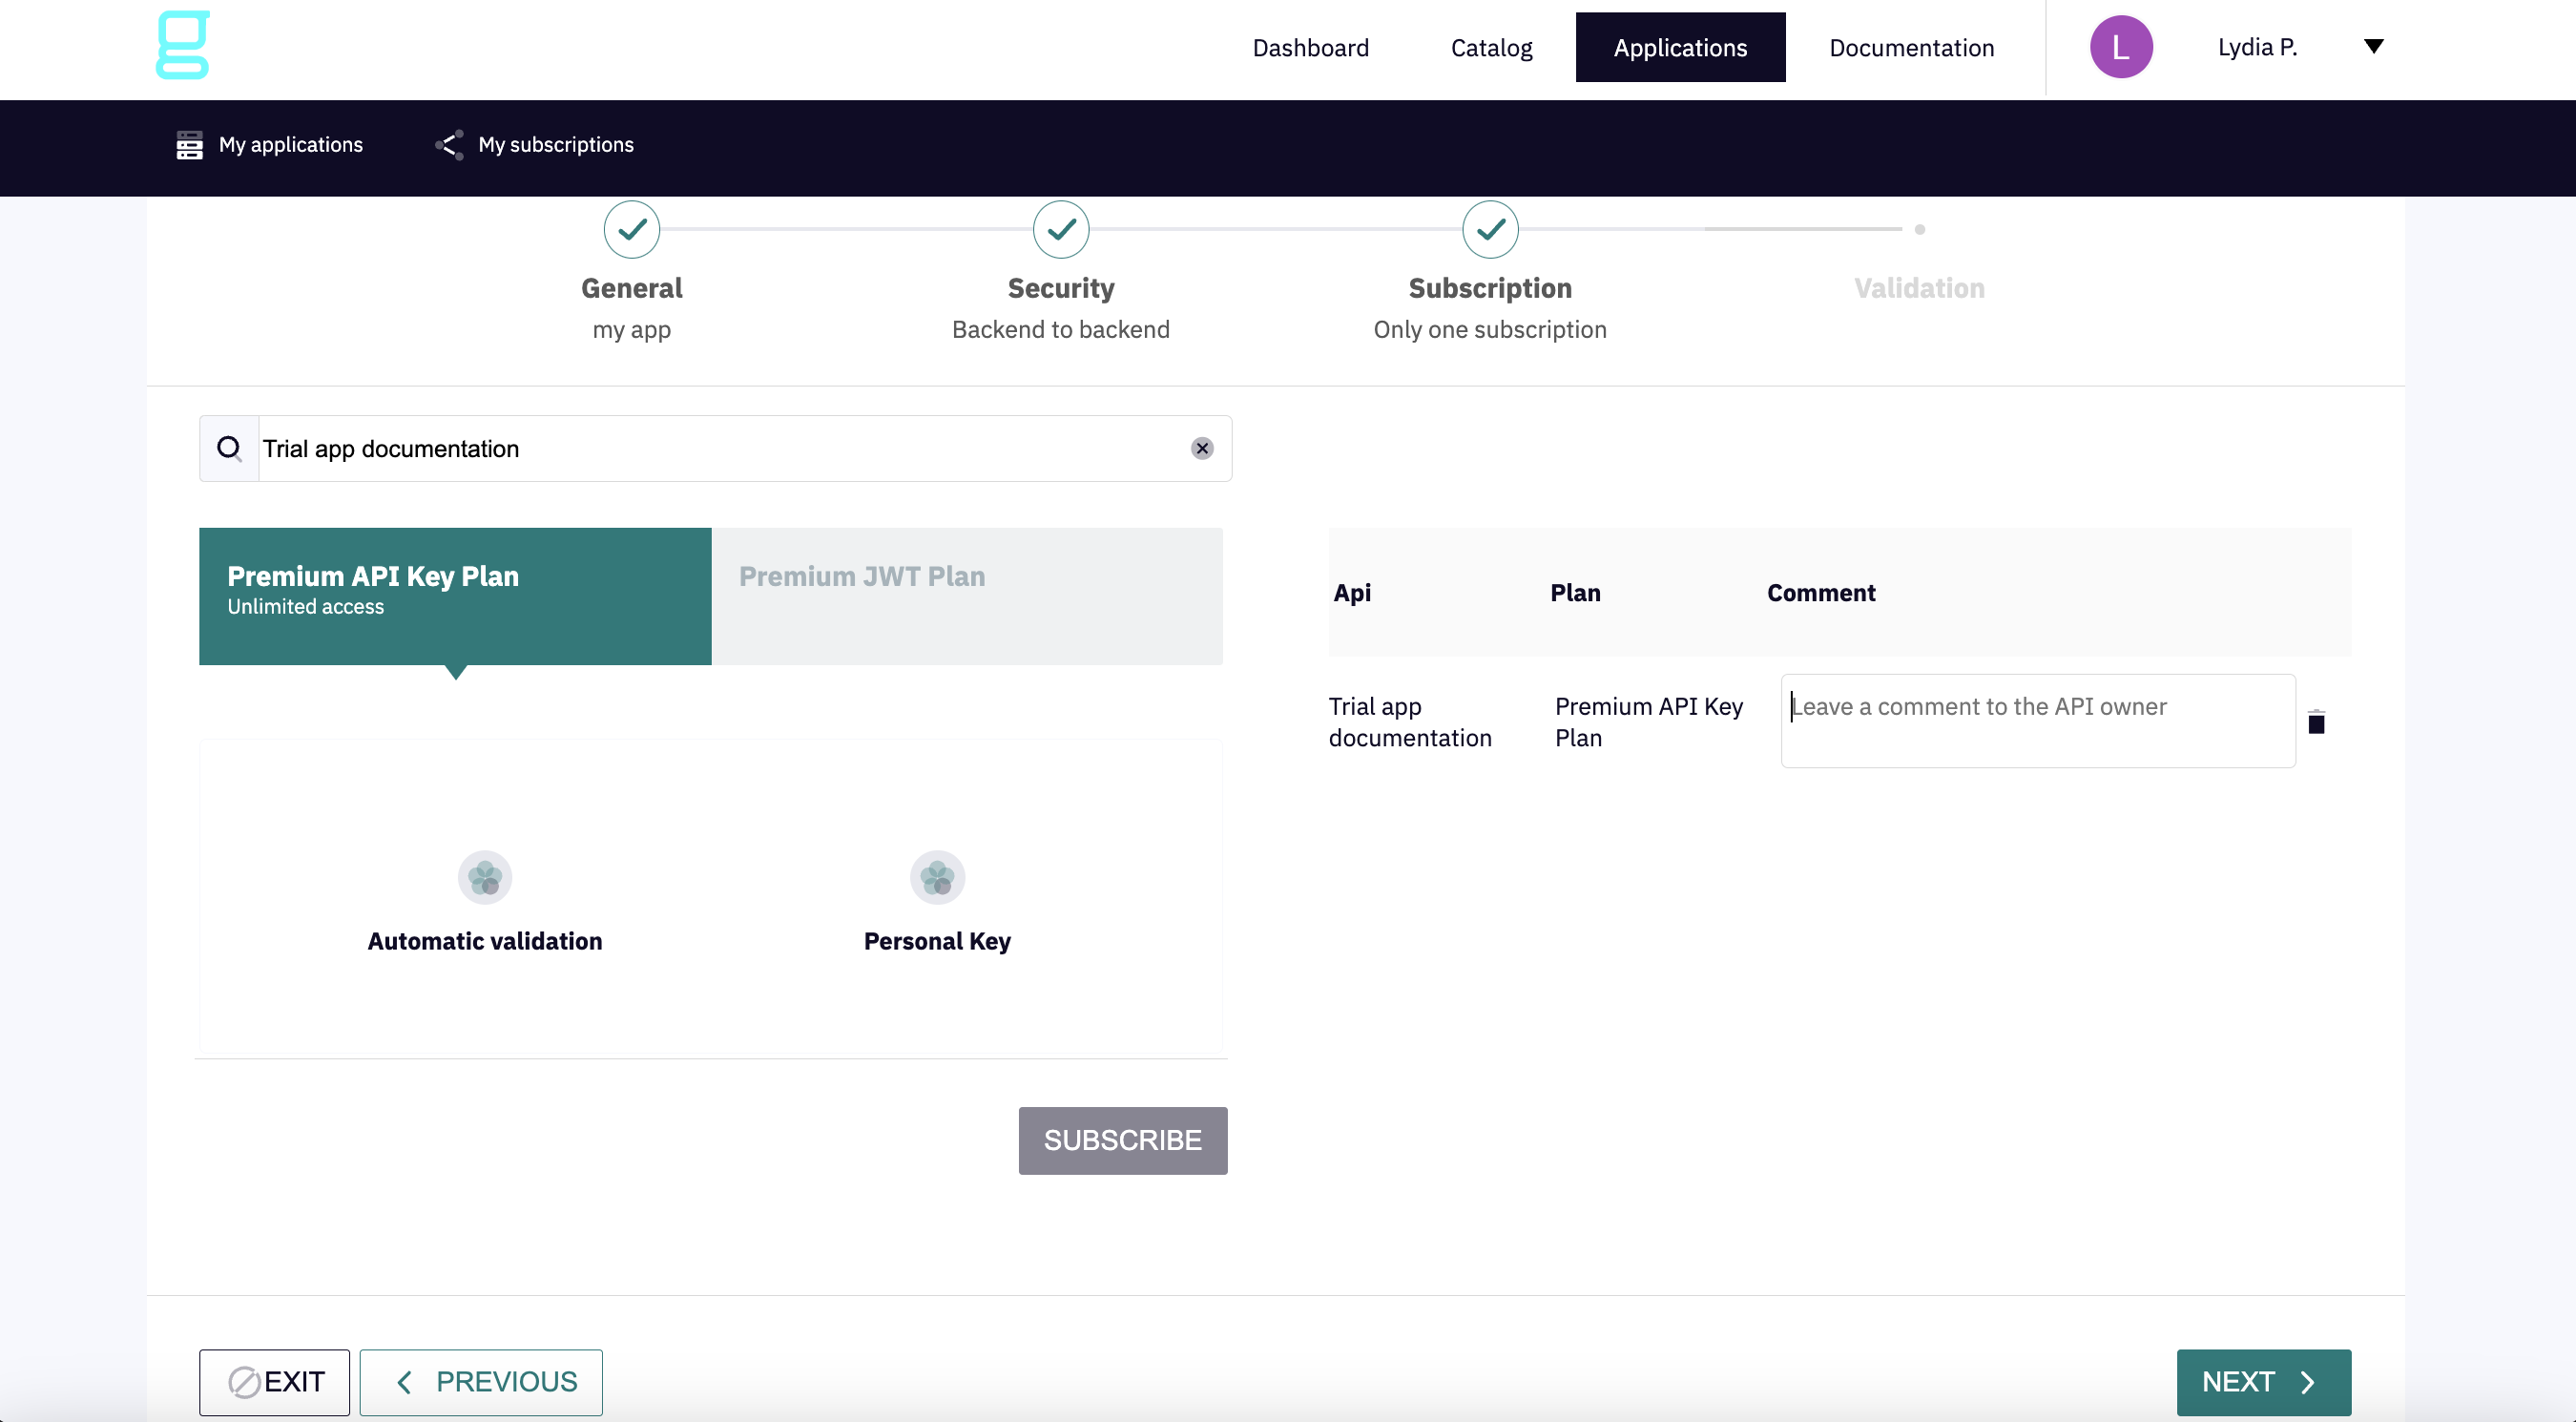 Dashboard
Catalog
Applications
Documentation
L
Lydia P.
My applications
My subscriptions
General
my app
Security
Backend to backend
Subscription
Only one subscription
Validation
Trial app documentation
Premium API Key Plan
Unlimited access
Premium JWT Plan
Api
Plan
Comment
Trial app
documentation
Premium API Key
Plan
Leave a comment to the API owner
Automatic validation
Personal Key
SUBSCRIBE
EXIT
PREVIOUS
NEXT